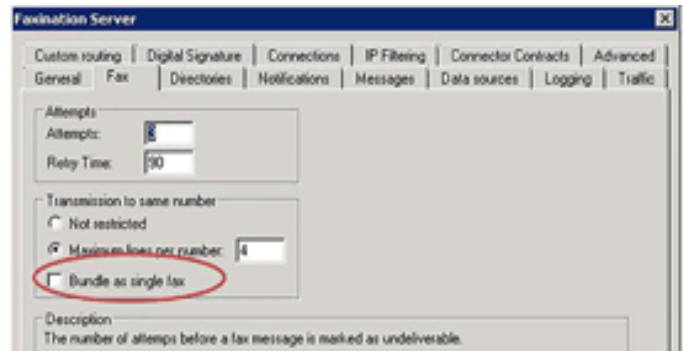 Faxination Server
Custom routing Digital Signature Connections IP Filtering Connector Contracts Advanced
General Fax Directories Notifications Messages Data sources Logging Traffic
Attempts
Attempts:
Retry Time: 90
Transmission to same number
Not restricted
Maximum lines per number: 4
Bundle as single fax
Description
The number of attemps before a fax message is marked as undeliverable.